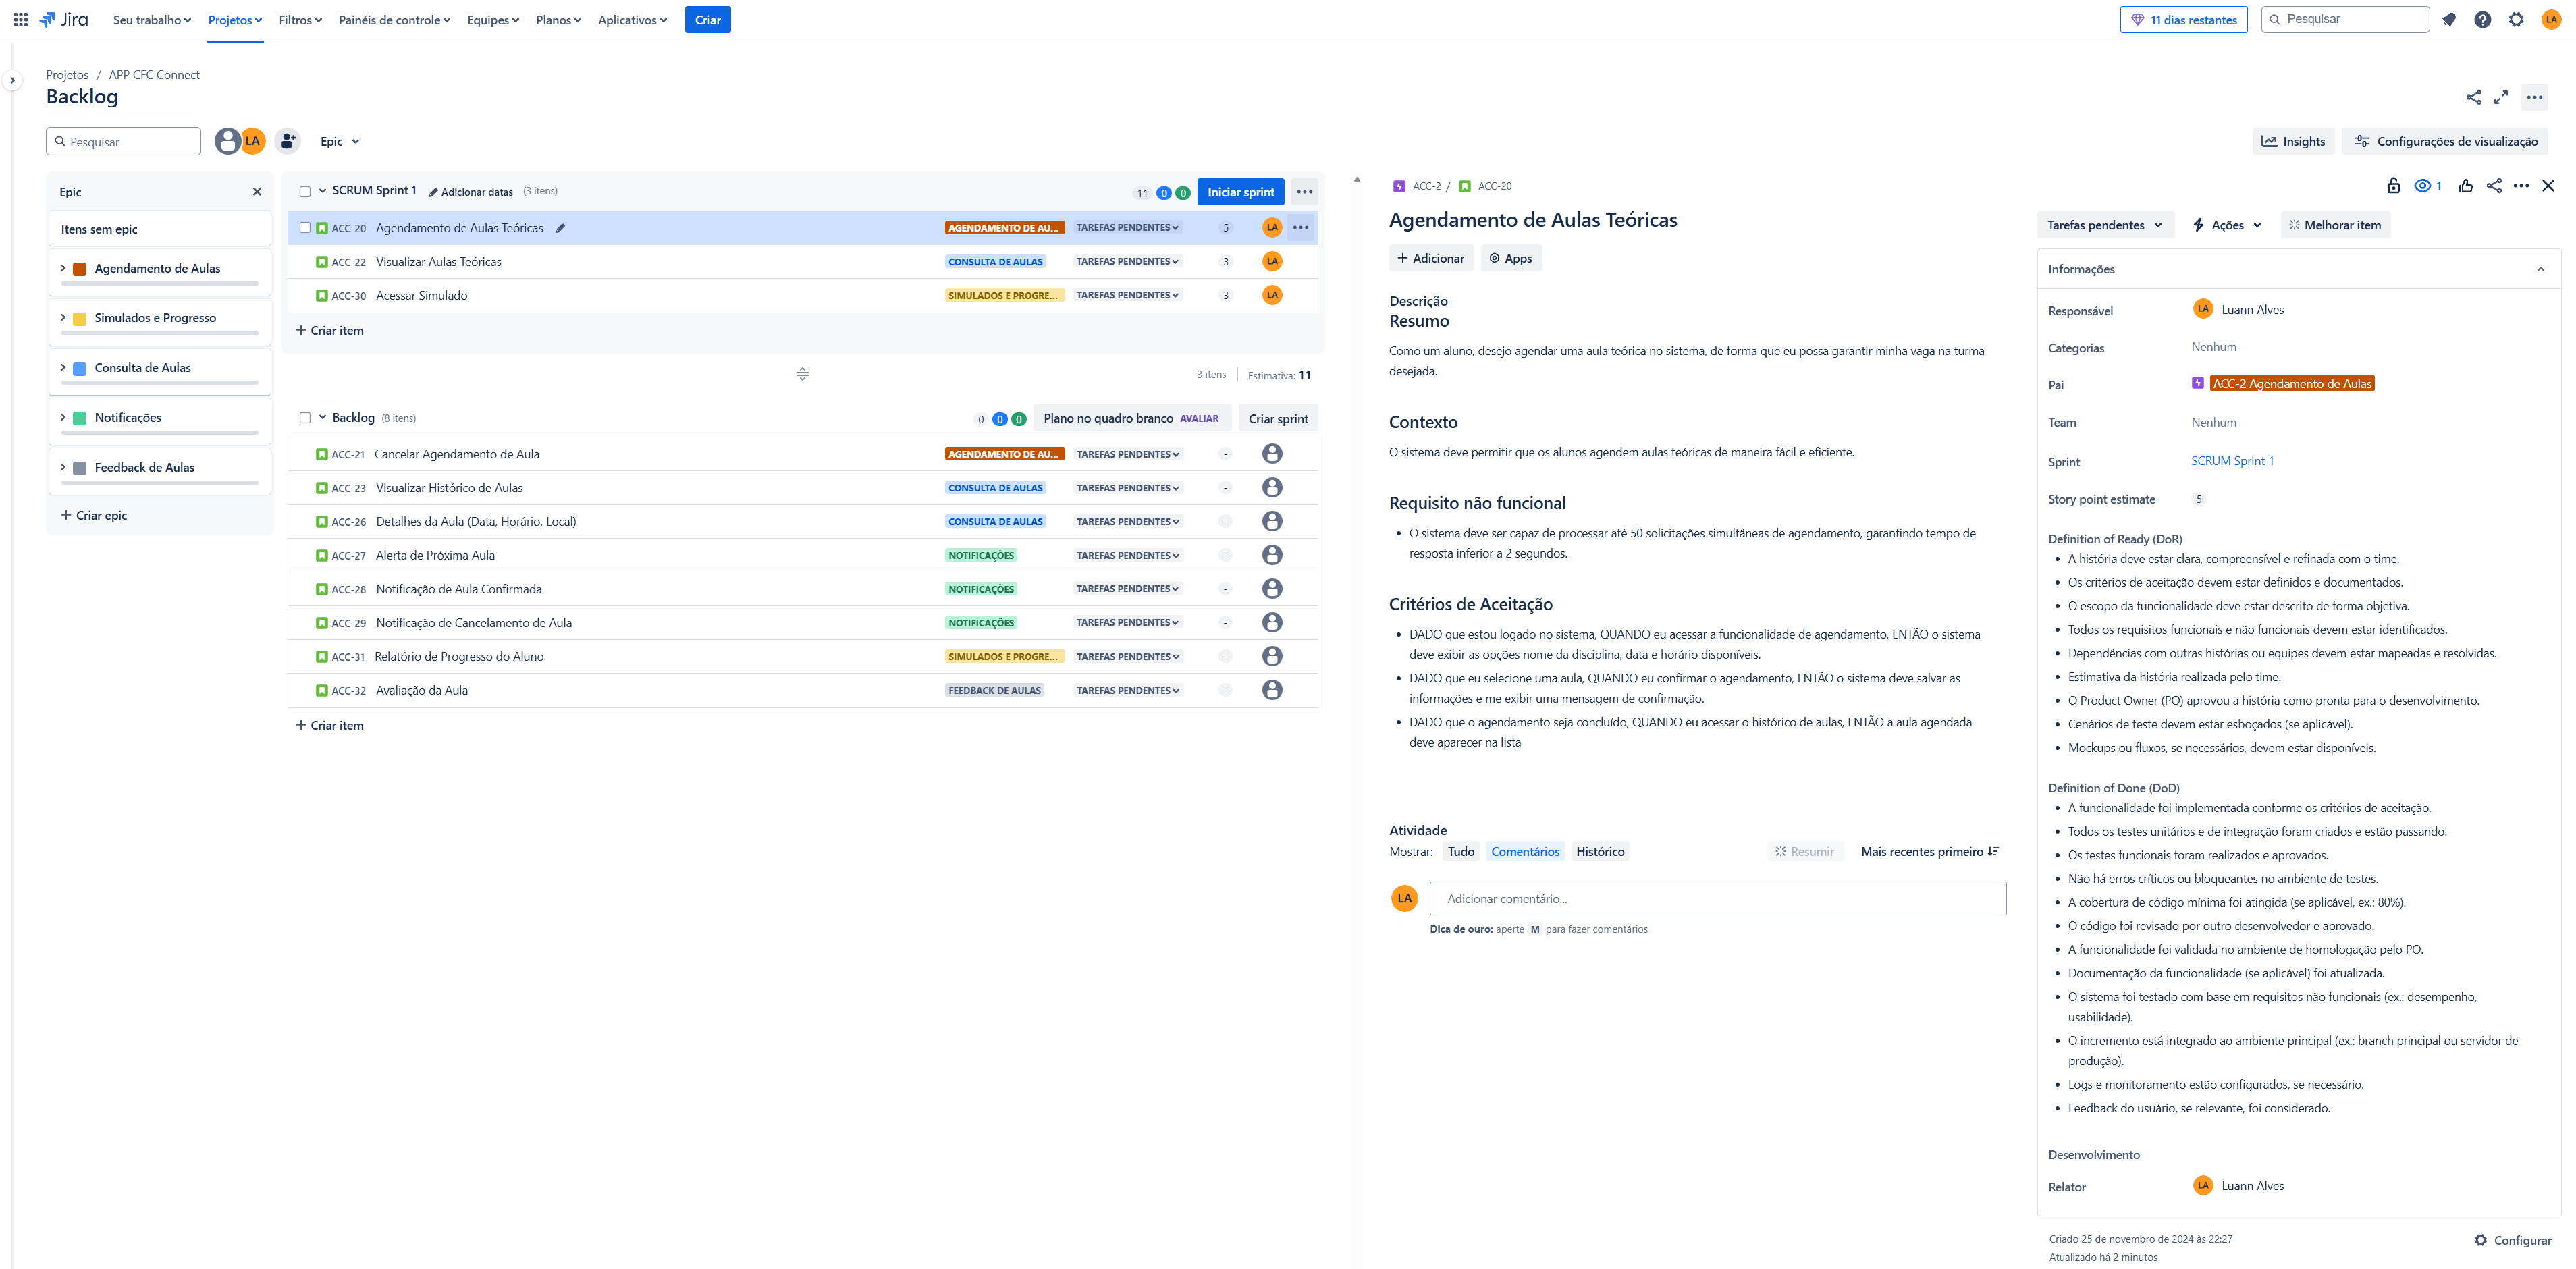 Jira Seu trabalho Projetos Filtros Painéis de controle Equipes Planos Aplicativos Criar 11 dias restantes Pesquisar LA
Projetos / APP CFC Connect
Backlog
Pesquisar LA Epic Insights Configurações de visualização
Epic
Itens sem epic
Agendamento de Aulas
Simulados e Progresso
Consulta de Aulas
Notificações
Feedback de Aulas
+ Criar epic
SCRUM Sprint 1 Adicionar datas (3 itens) 11 0 0 Iniciar sprint
ACC-20 Agendamento de Aulas Teóricas AGENDAMENTO DE AU... TAREFAS PENDENTES 5 LA
ACC-22 Visualizar Aulas Teóricas CONSULTA DE AULAS TAREFAS PENDENTES 3 LA
ACC-30 Acessar Simulado SIMULADOS E PROGRE... TAREFAS PENDENTES 3 LA
+ Criar item
3 itens Estimativa: 11
Backlog (8 itens) 0 0 0 Plano no quadro branco AVALIAR Criar sprint
ACC-21 Cancelar Agendamento de Aula AGENDAMENTO DE AU... TAREFAS PENDENTES -
ACC-23 Visualizar Histórico de Aulas CONSULTA DE AULAS TAREFAS PENDENTES -
ACC-26 Detalhes da Aula (Data, Horário, Local) CONSULTA DE AULAS TAREFAS PENDENTES -
ACC-27 Alerta de Próxima Aula NOTIFICAÇÕES TAREFAS PENDENTES -
ACC-28 Notificação de Aula Confirmada NOTIFICAÇÕES TAREFAS PENDENTES -
ACC-29 Notificação de Cancelamento de Aula NOTIFICAÇÕES TAREFAS PENDENTES -
ACC-31 Relatório de Progresso do Aluno SIMULADOS E PROGRE... TAREFAS PENDENTES -
ACC-32 Avaliação da Aula FEEDBACK DE AULAS TAREFAS PENDENTES -
+ Criar item
ACC-2 / ACC-20 1
Agendamento de Aulas Teóricas
+ Adicionar Apps
Descrição
Resumo
Como um aluno, desejo agendar uma aula teórica no sistema, de forma que eu possa garantir minha vaga na turma
desejada.
Contexto
O sistema deve permitir que os alunos agendem aulas teóricas de maneira fácil e eficiente.
Requisito não funcional
• O sistema deve ser capaz de processar até 50 solicitações simultâneas de agendamento, garantindo tempo de
resposta inferior a 2 segundos.
Critérios de Aceitação
• DADO que estou logado no sistema, QUANDO eu acessar a funcionalidade de agendamento, ENTÃO o sistema
deve exibir as opções nome da disciplina, data e horário disponíveis.
• DADO que eu selecione uma aula, QUANDO eu confirmar o agendamento, ENTÃO o sistema deve salvar as
informações e me exibir uma mensagem de confirmação.
• DADO que o agendamento seja concluído, QUANDO eu acessar o histórico de aulas, ENTÃO a aula agendada
deve aparecer na lista
Atividade
Mostrar: Tudo Comentários Histórico Resumir Mais recentes primeiro
LA Adicionar comentário...
Dica de ouro: aperte M para fazer comentários
Tarefas pendentes Ações Melhorar item
Informações
Responsável LA Luann Alves
Categorias Nenhum
Pai ACC-2 Agendamento de Aulas
Team Nenhum
Sprint SCRUM Sprint 1
Story point estimate 5
Definition of Ready (DoR)
• A história deve estar clara, compreensível e refinada com o time.
• Os critérios de aceitação devem estar definidos e documentados.
• O escopo da funcionalidade deve estar descrito de forma objetiva.
• Todos os requisitos funcionais e não funcionais devem estar identificados.
• Dependências com outras histórias ou equipes devem estar mapeadas e resolvidas.
• Estimativa da história realizada pelo time.
• O Product Owner (PO) aprovou a história como pronta para o desenvolvimento.
• Cenários de teste devem estar esboçados (se aplicável).
• Mockups ou fluxos, se necessários, devem estar disponíveis.
Definition of Done (DoD)
• A funcionalidade foi implementada conforme os critérios de aceitação.
• Todos os testes unitários e de integração foram criados e estão passando.
• Os testes funcionais foram realizados e aprovados.
• Não há erros críticos ou bloqueantes no ambiente de testes.
• A cobertura de código mínima foi atingida (se aplicável, ex.: 80%).
• O código foi revisado por outro desenvolvedor e aprovado.
• A funcionalidade foi validada no ambiente de homologação pelo PO.
• Documentação da funcionalidade (se aplicável) foi atualizada.
• O sistema foi testado com base em requisitos não funcionais (ex.: desempenho,
usabilidade).
• O incremento está integrado ao ambiente principal (ex.: branch principal ou servidor de
produção).
• Logs e monitoramento estão configurados, se necessário.
• Feedback do usuário, se relevante, foi considerado.
Desenvolvimento
Relator LA Luann Alves
Criado 25 de novembro de 2024 às 22:27 Configurar
Atualizado há 2 minutos